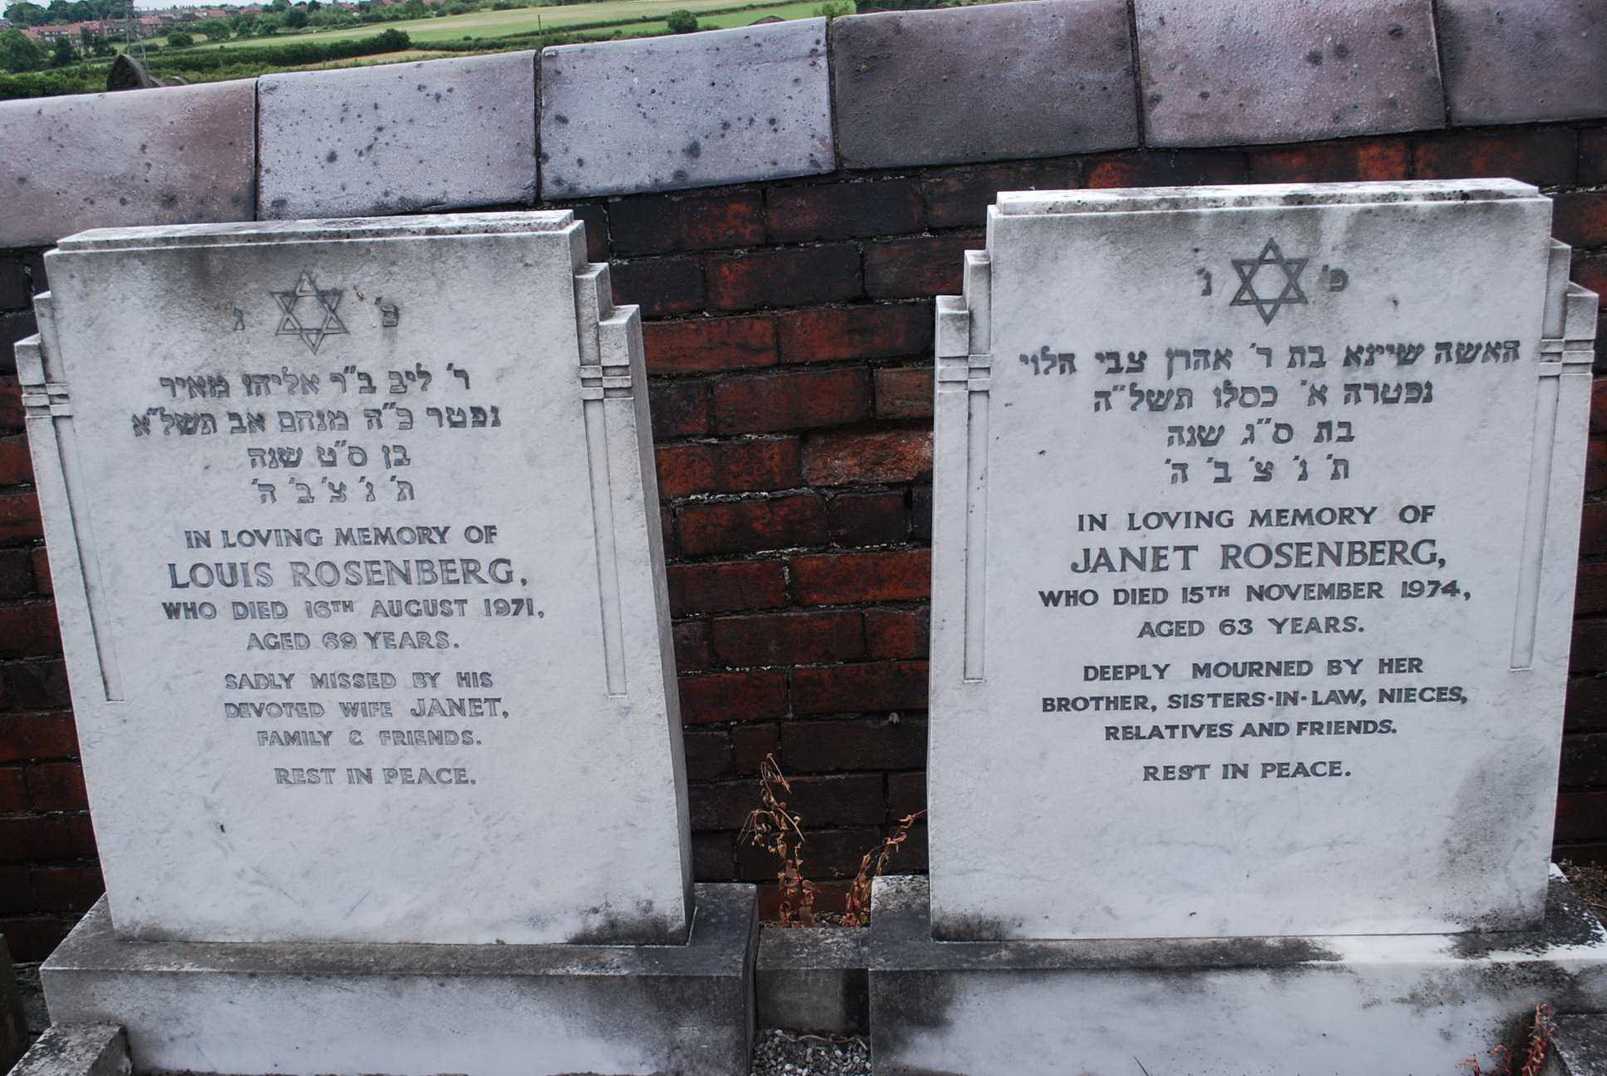 פ' נ'
ר' ליב ב"ר אליהו מאיר
נפטר כ"ה מנחם אב תשל"א
בן ס"ט שנה
ת' נ' צ' ב' ה'
IN LOVING MEMORY OF
LOUIS ROSENBERG,
WHO DIED 16TH AUGUST 1971,
AGED 69 YEARS.
SADLY MISSED BY HIS
DEVOTED WIFE JANET,
FAMILY & FRIENDS.
REST IN PEACE.
פ' נ'
האשה שיינא בת ר' אהרן צבי הלוי
נפטרה א' כסלו תשל"ה
בת ס"ג שנה
ת' נ' צ' ב' ה'
IN LOVING MEMORY OF
JANET ROSENBERG,
WHO DIED 15TH NOVEMBER 1974,
AGED 63 YEARS.
DEEPLY MOURNED BY HER
BROTHER, SISTERS-IN-LAW, NIECES,
RELATIVES AND FRIENDS.
REST IN PEACE.